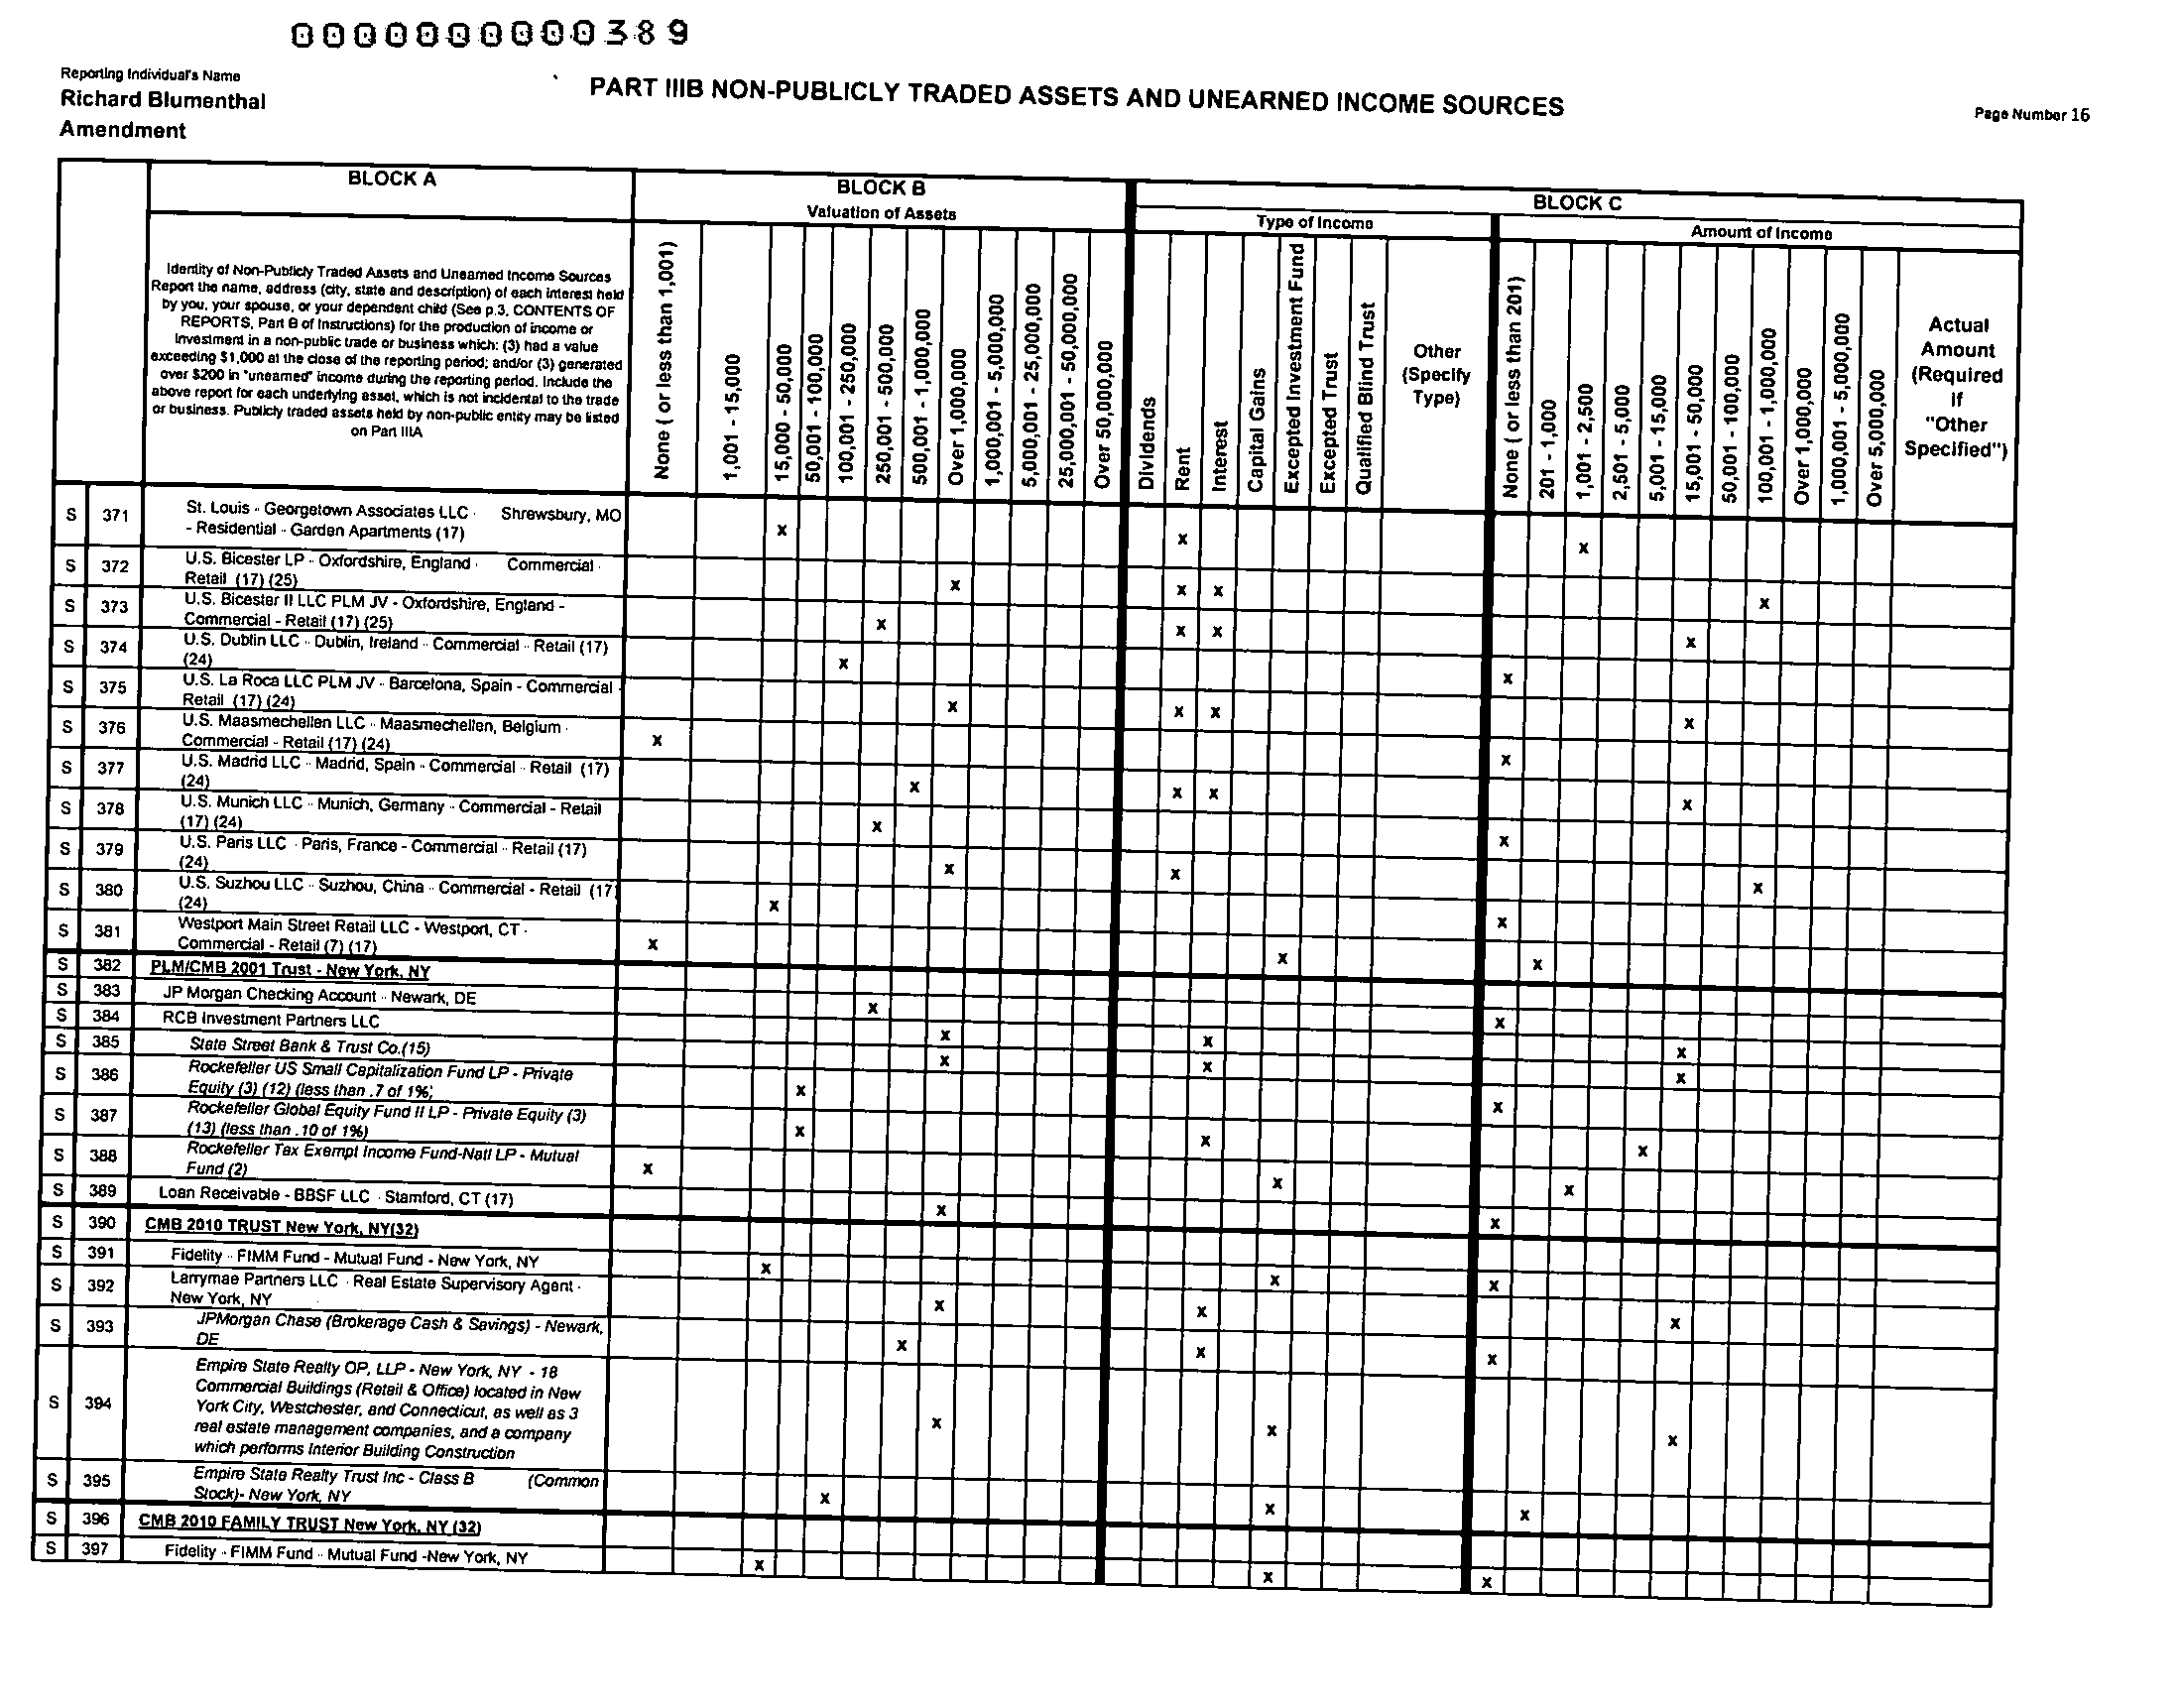 0000000000389
Reporting Individual's Name
Richard Blumenthal
Amendment
PART IIIB NON-PUBLICLY TRADED ASSETS AND UNEARNED INCOME SOURCES
Page Number 16
BLOCK A
BLOCK B
Valuation of Assets
BLOCK C
Type of Income
Amount of Income
Identity of Non-Publicly Traded Assets and Unearned Income Sources
Report the name, address (city, state and description) of each interest held
by you, your spouse, or your dependent child (See p.3, CONTENTS OF
REPORTS, Part B of Instructions) for the production of income or
investment in a non-public trade or business which: (3) had a value
exceeding $1,000 at the close of the reporting period; and/or (3) generated
over $200 in "unearned" income during the reporting period. Include the
above report for each underlying asset, which is not incidental to the trade
or business. Publicly traded assets held by non-public entity may be listed
on Part IIIA
None ( or less than 1,001)
1,001 - 15,000
15,000 - 50,000
50,001 - 100,000
100,001 - 250,000
250,001 - 500,000
500,001 - 1,000,000
Over 1,000,000
1,000,001 - 5,000,000
5,000,001 - 25,000,000
25,000,001 - 50,000,000
Over 50,000,000
Dividends
Rent
Interest
Capital Gains
Excepted Investment Fund
Excepted Trust
Qualified Blind Trust
Other
(Specify
Type)
None ( or less than 201)
201 - 1,000
1,001 - 2,500
2,501 - 5,000
5,001 - 15,000
15,001 - 50,000
50,001 - 100,000
100,001 - 1,000,000
Over 1,000,000
1,000,001 - 5,000,000
Over 5,000,000
Actual
Amount
(Required
if
"Other
Specified")
S 371 St. Louis - Georgetown Associates LLC - Shrewsbury, MO
- Residential - Garden Apartments (17) x x x
S 372 U.S. Bicester LP - Oxfordshire, England - Commercial -
Retail (17) (25) x x x x
S 373 U.S. Bicester II LLC PLM JV - Oxfordshire, England -
Commercial - Retail (17) (25) x x x x
S 374 U.S. Dublin LLC - Dublin, Ireland - Commercial - Retail (17)
(24) x x
S 375 U.S. La Roca LLC PLM JV - Barcelona, Spain - Commercial -
Retail (17) (24) x x x x
S 376 U.S. Maasmechelen LLC - Maasmechelen, Belgium -
Commercial - Retail (17) (24) x x
S 377 U.S. Madrid LLC - Madrid, Spain - Commercial - Retail (17)
(24) x x x x
S 378 U.S. Munich LLC - Munich, Germany - Commercial - Retail
(17) (24) x x
S 379 U.S. Paris LLC - Paris, France - Commercial - Retail (17)
(24) x x x
S 380 U.S. Suzhou LLC - Suzhou, China - Commercial - Retail (17)
(24) x x
S 381 Westport Main Street Retail LLC - Westport, CT -
Commercial - Retail (7) (17) x x x
S 382 PLM/CMB 2001 Trust - New York, NY
S 383 JP Morgan Checking Account - Newark, DE x x
S 384 RCB Investment Partners LLC x x x
S 385 State Street Bank & Trust Co.(15) x x x
S 386 Rockefeller US Small Capitalization Fund LP - Private
Equity (3) (12) (less than .7 of 1%; x x
S 387 Rockefeller Global Equity Fund II LP - Private Equity (3)
(13) (less than .10 of 1%) x x x
S 388 Rockefeller Tax Exempt Income Fund-Natl LP - Mutual
Fund (2) x x x
S 389 Loan Receivable - BBSF LLC - Stamford, CT (17) x x
S 390 CMB 2010 TRUST New York, NY(32)
S 391 Fidelity - FIMM Fund - Mutual Fund - New York, NY x x x
S 392 Larrymae Partners LLC - Real Estate Supervisory Agent -
New York, NY x x x
S 393 JPMorgan Chase (Brokerage Cash & Savings) - Newark,
DE x x x
S 394 Empire State Realty OP, LLP - New York, NY - 18
Commercial Buildings (Retail & Office) located in New
York City, Westchester, and Connecticut, as well as 3
real estate management companies, and a company
which performs Interior Building Construction x x x
S 395 Empire State Realty Trust Inc - Class B (Common
Stock)- New York, NY x x x
S 396 CMB 2010 FAMILY TRUST New York, NY (32)
S 397 Fidelity - FIMM Fund - Mutual Fund -New York, NY x x x